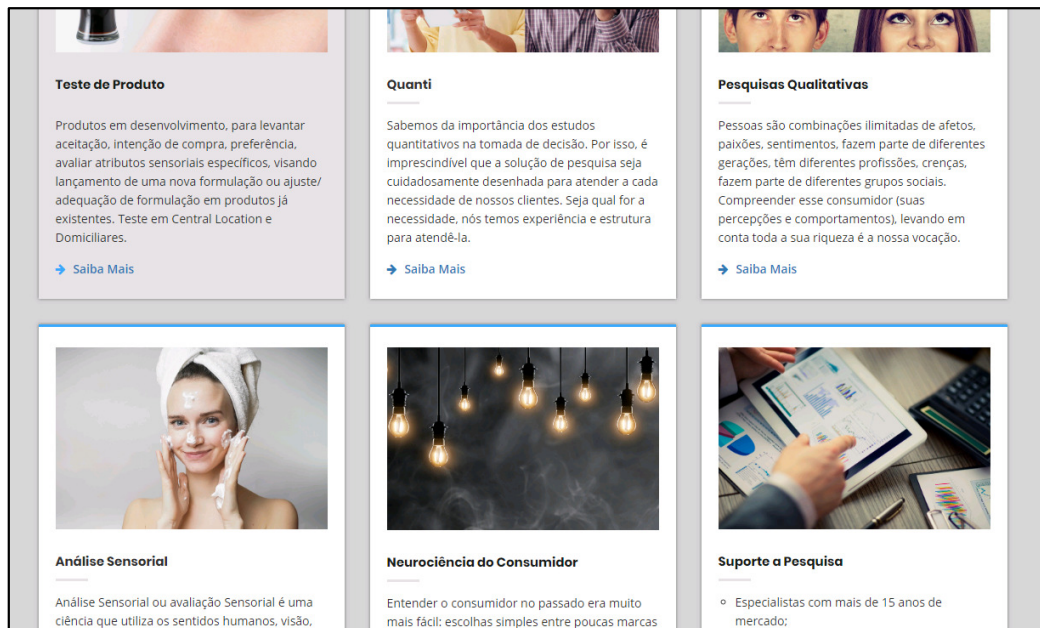 Teste de Produto
Produtos em desenvolvimento, para levantar
aceitação, intenção de compra, preferência,
avaliar atributos sensoriais específicos, visando
lançamento de uma nova formulação ou ajuste/
adequação de formulação em produtos já
existentes. Teste em Central Location e
Domiciliares.
Saiba Mais
Quanti
Sabemos da importância dos estudos
quantitativos na tomada de decisão. Por isso, é
imprescindível que a solução de pesquisa seja
cuidadosamente desenhada para atender a cada
necessidade de nossos clientes. Seja qual for a
necessidade, nós temos experiência e estrutura
para atendê-la.
Saiba Mais
Pesquisas Qualitativas
Pessoas são combinações ilimitadas de afetos,
paixões, sentimentos, fazem parte de diferentes
gerações, têm diferentes profissões, crenças,
fazem parte de diferentes grupos sociais.
Compreender esse consumidor (suas
percepções e comportamentos), levando em
conta toda a sua riqueza é a nossa vocação.
Saiba Mais
Análise Sensorial
Análise Sensorial ou avaliação Sensorial é uma
ciência que utiliza os sentidos humanos, visão,
Neurociência do Consumidor
Entender o consumidor no passado era muito
mais fácil: escolhas simples entre poucas marcas
Suporte a Pesquisa
Especialistas com mais de 15 anos de
mercado;